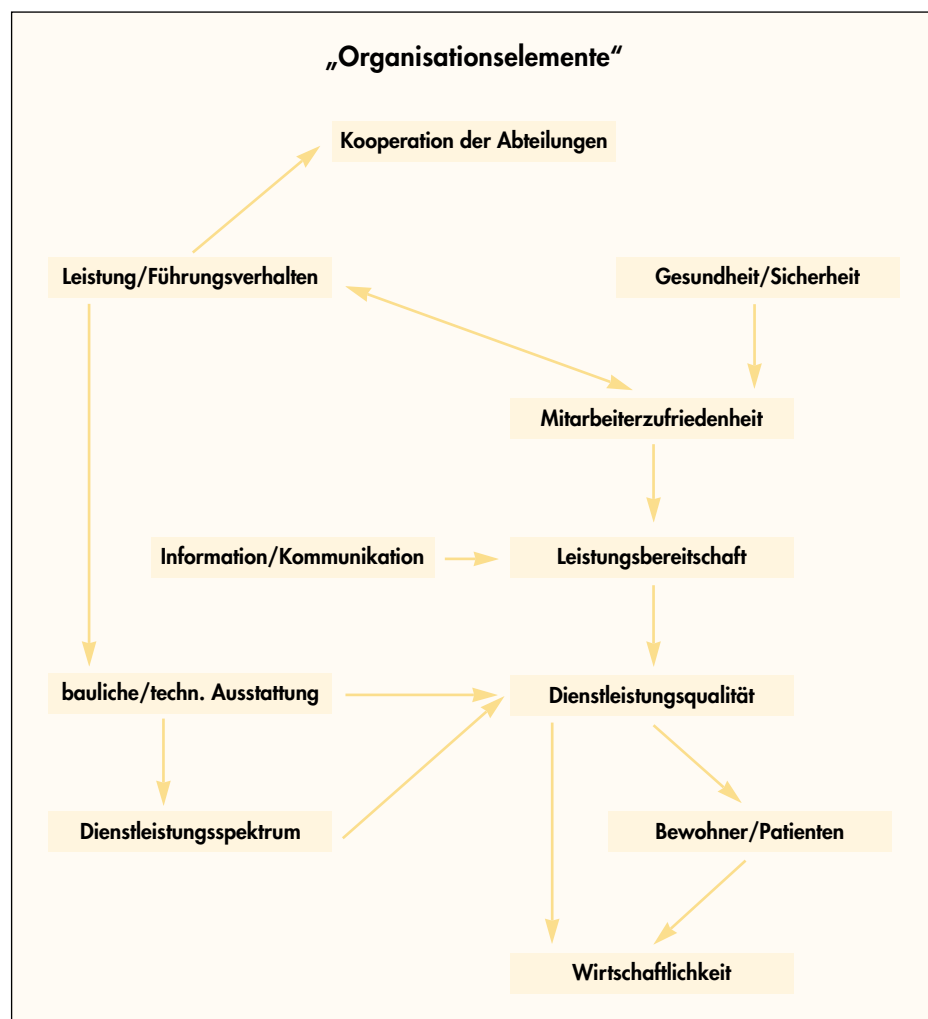 „Organisationselemente“
Kooperation der Abteilungen
Leistung/Führungsverhalten
Gesundheit/Sicherheit
Mitarbeiterzufriedenheit
Information/Kommunikation
Leistungsbereitschaft
bauliche/techn. Ausstattung
Dienstleistungsqualität
Dienstleistungsspektrum
Bewohner/Patienten
Wirtschaftlichkeit